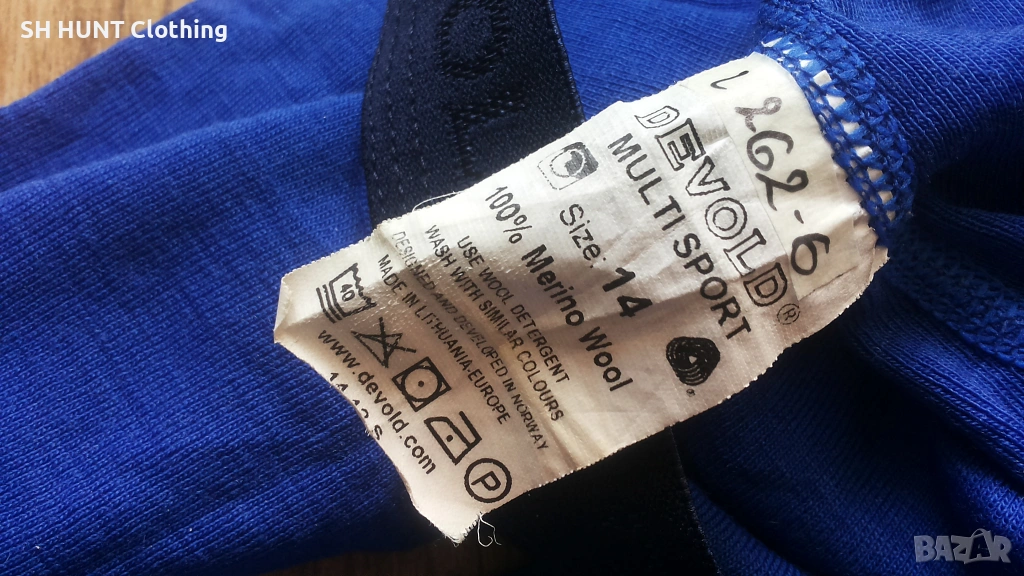 SH HUNT Clothing
262-6
DEVOLD®
MULTI SPORT
Size: 14
100% Merino Wool
USE WOOL DETERGENT
WASH WITH SIMILAR COLOURS
DESIGNED AND DEVELOPED IN NORWAY
MADE IN LITHUANIA-EUROPE
40
P
www.devold.com
BAZAR